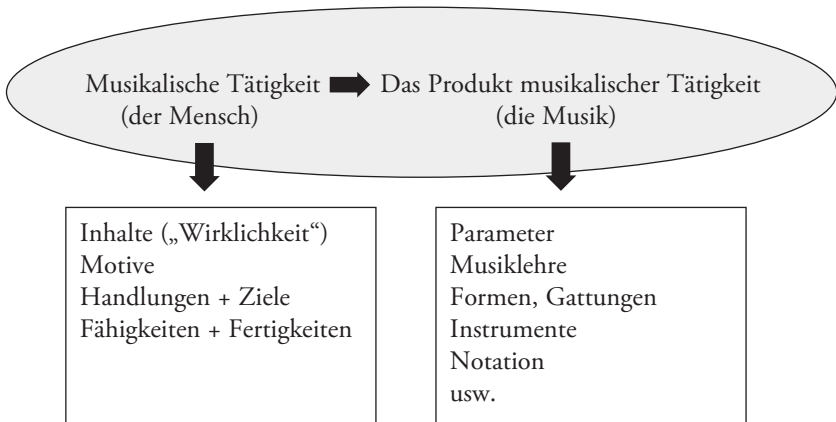 Musikalische Tätigkeit
(der Mensch)
Das Produkt musikalischer Tätigkeit
(die Musik)
Inhalte („Wirklichkeit“)
Motive
Handlungen + Ziele
Fähigkeiten + Fertigkeiten
Parameter
Musiklehre
Formen, Gattungen
Instrumente
Notation
usw.